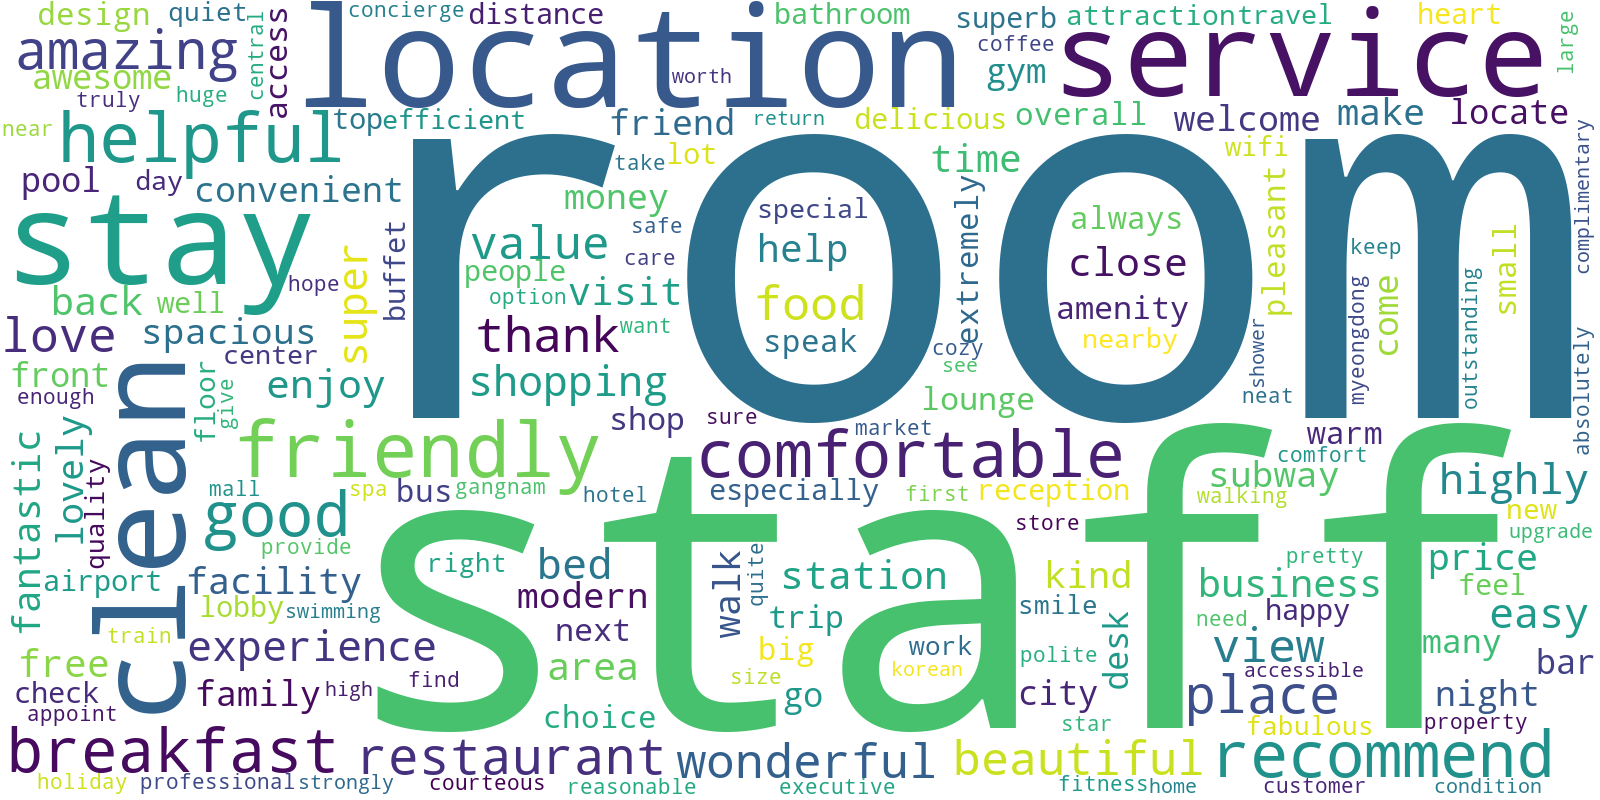 design
quiet
concierge
distance
location
bathroom
superb
attraction
travel
heart
service
large
amazing
central
access
coffee
awesome
worth
gym
truly
huge
near
helpful
top
efficient
friend
return
delicious
overall
welcome
make
locate
complimentary
pool
day
convenient
room
take
lot
time
wifi
stay
money
special
safe
always
extremely
pleasant
keep
small
super
buffet
value
help
care
close
people
back
well
hope
option
visit
food
amenity
come
love
spacious
thank
want
speak
cozy
nearby
shower
myeongdong
outstanding
absolutely
center
see
front
clean
floor
give
enjoy
shopping
lounge
neat
enough
shop
sure
market
friendly
comfortable
warm
comfort
fantastic
lovely
quality
mall
spa
bus
gangnam
hotel
especially
first
reception
subway
walking
highly
good
staff
store
new
upgrade
provide
right
bed
walk
quite
station
kind
pretty
price
airport
facility
modern
business
feel
lobby
swimming
next
trip
smile
desk
need
happy
easy
train
experience
big
work
view
many
free
area
size
korean
polite
accessible
bar
check
family
high
find
go
city
place
night
appoint
choice
star
fabulous
property
breakfast
restaurant
wonderful
beautiful
recommend
holiday
professional
strongly
courteous
reasonable
executive
fitness
home
customer
condition